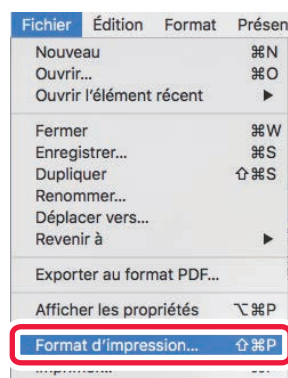 Fichier Édition Format Présen
Nouveau ⌘N
Ouvrir... ⌘O
Ouvrir l'élément récent ▶
Fermer ⌘W
Enregistrer... ⌘S
Dupliquer ⇧⌘S
Renommer...
Déplacer vers...
Revenir à ▶
Exporter au format PDF...
Afficher les propriétés ⌥⌘P
Format d'impression... ⇧⌘P